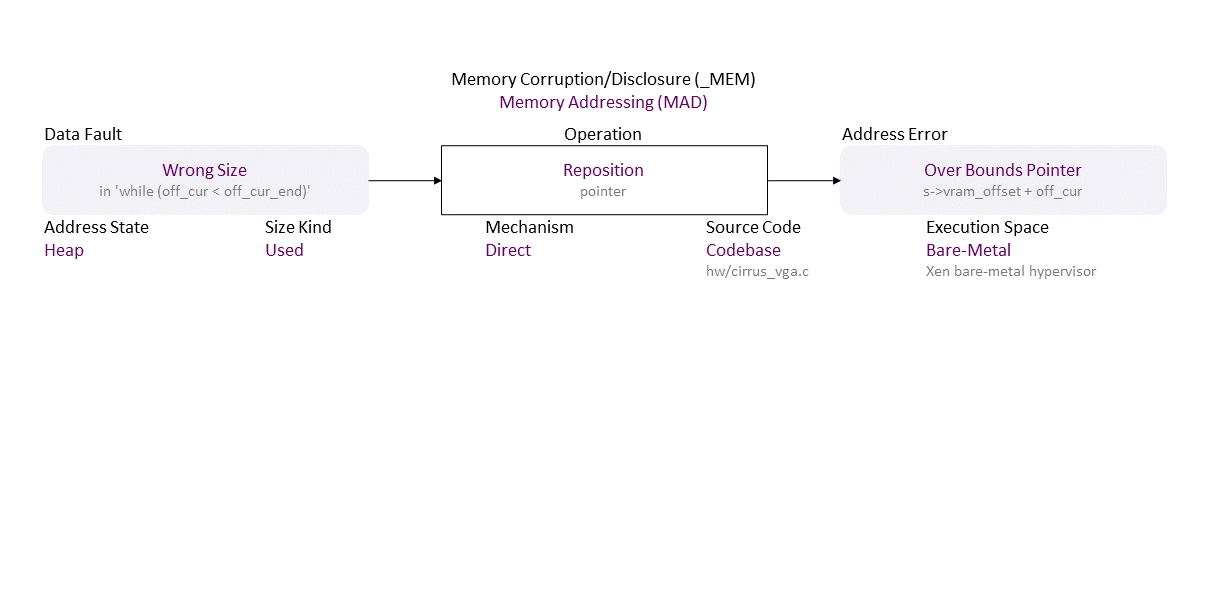 Memory Corruption/Disclosure (_MEM)
Memory Addressing (MAD)
Data Fault
Operation
Address Error
Wrong Size
in 'while (off_cur < off_cur_end)'
Reposition
pointer
Over Bounds Pointer
s->vram_offset + off_cur
Address State
Heap
Size Kind
Used
Mechanism
Direct
Source Code
Codebase
hw/cirrus_vga.c
Execution Space
Bare-Metal
Xen bare-metal hypervisor